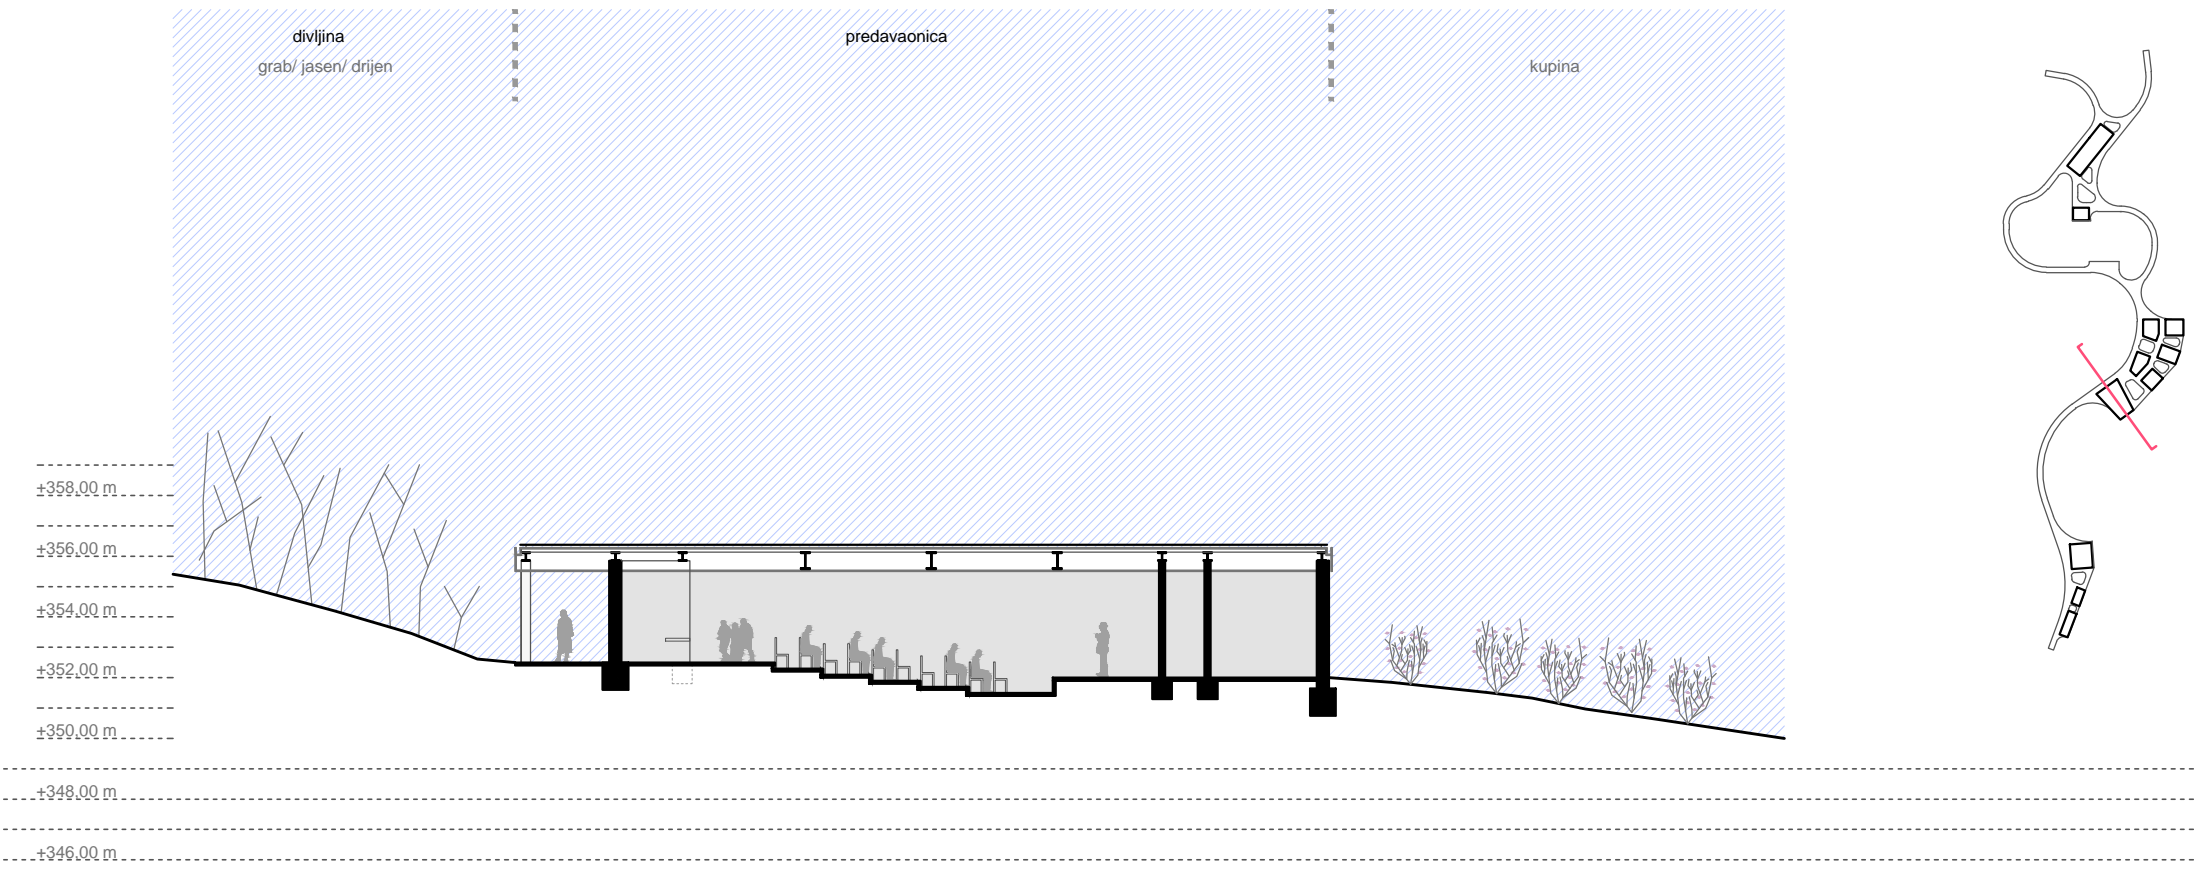 divljina
predavaonica
grab/ jasen/ drijen
kupina
+358,00 m
+356,00 m
+354,00 m
+352,00 m
+350,00 m
+348,00 m
+346,00 m